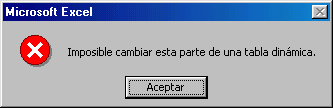 Microsoft Excel
Imposible cambiar esta parte de una tabla dinámica.
Aceptar